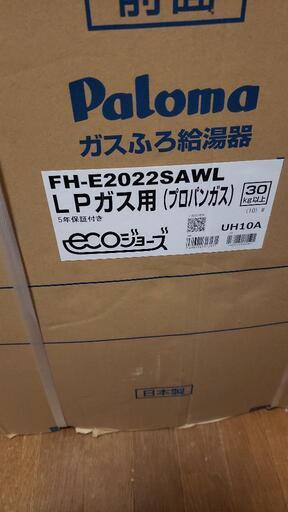 前面
Paloma
ガスふろ給湯器
FH-E2022SAWL
LPガス用(プロパンガス)
30
kg以上
5年保証付き
(10)
ecoジョーズ
UH10A
日本製